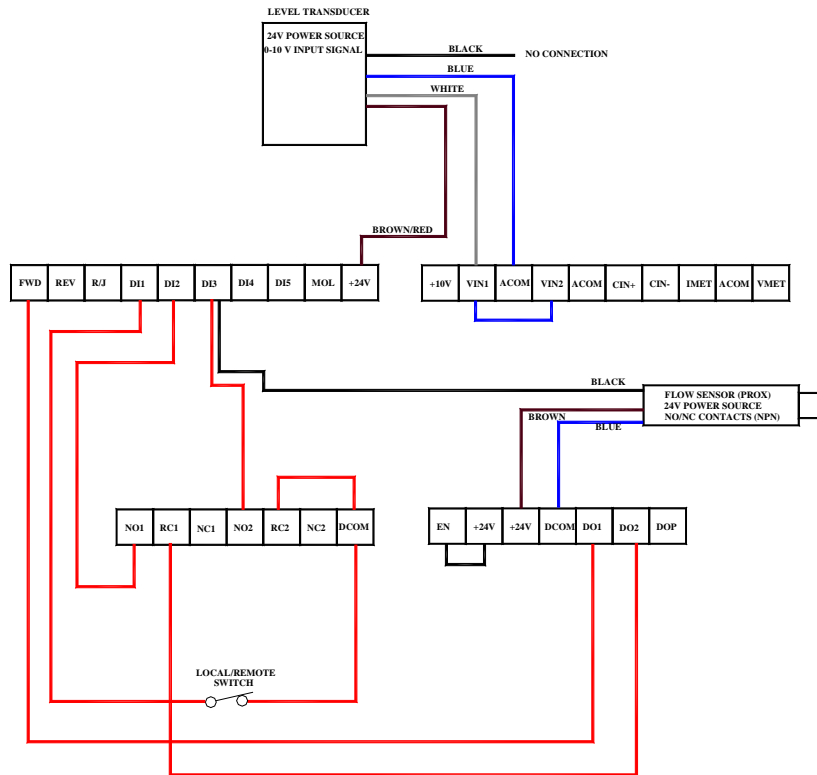 LEVEL TRANSDUCER
24V POWER SOURCE
0-10 V INPUT SIGNAL
BLACK
NO CONNECTION
BLUE
WHITE
BROWN/RED
FWD REV R/J DI1 DI2 DI3 DI4 DI5 MOL +24V
+10V VIN1 ACOM VIN2 ACOM CIN+ CIN- IMET ACOM VMET
BLACK
FLOW SENSOR (PROX)
24V POWER SOURCE
NO/NC CONTACTS (NPN)
BROWN
BLUE
NO1 RC1 NC1 NO2 RC2 NC2 DCOM
EN +24V +24V DCOM DO1 DO2 DOP
LOCAL/REMOTE
SWITCH